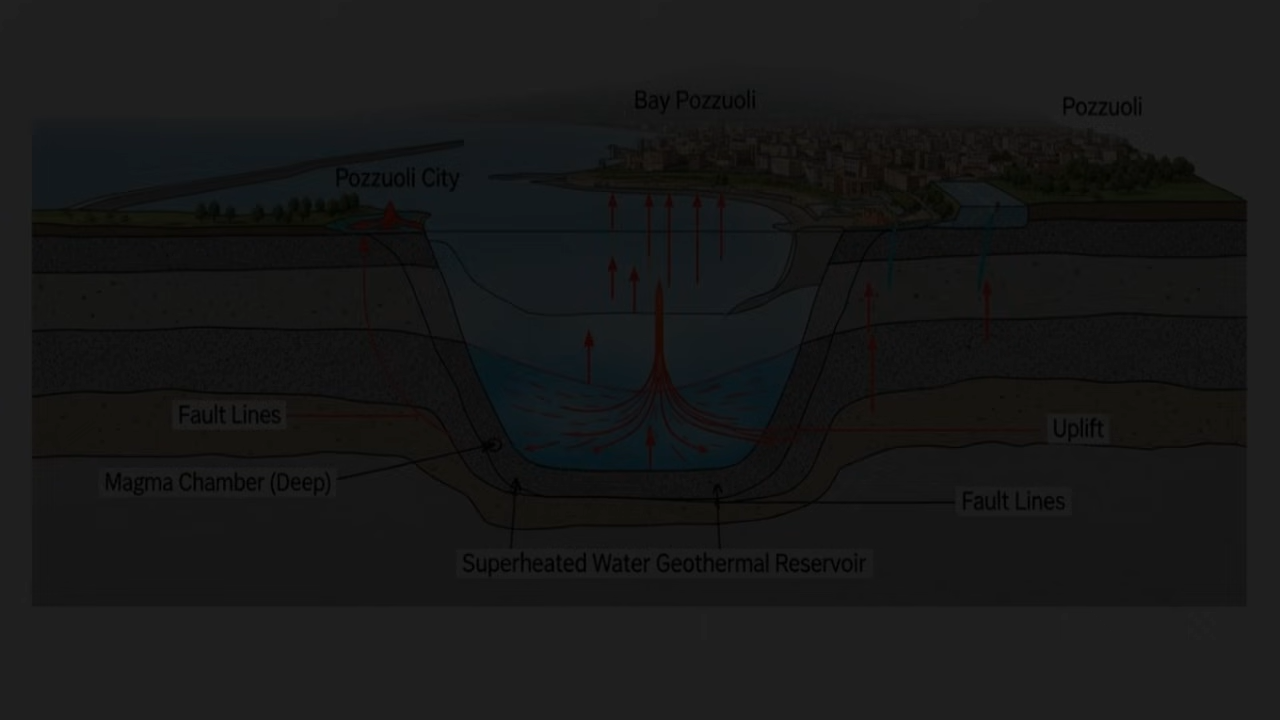 Bay Pozzuoli
Pozzuoli
Pozzuoli City
Fault Lines
Uplift
Magma Chamber (Deep)
Fault Lines
Superheated Water Geothermal Reservoir